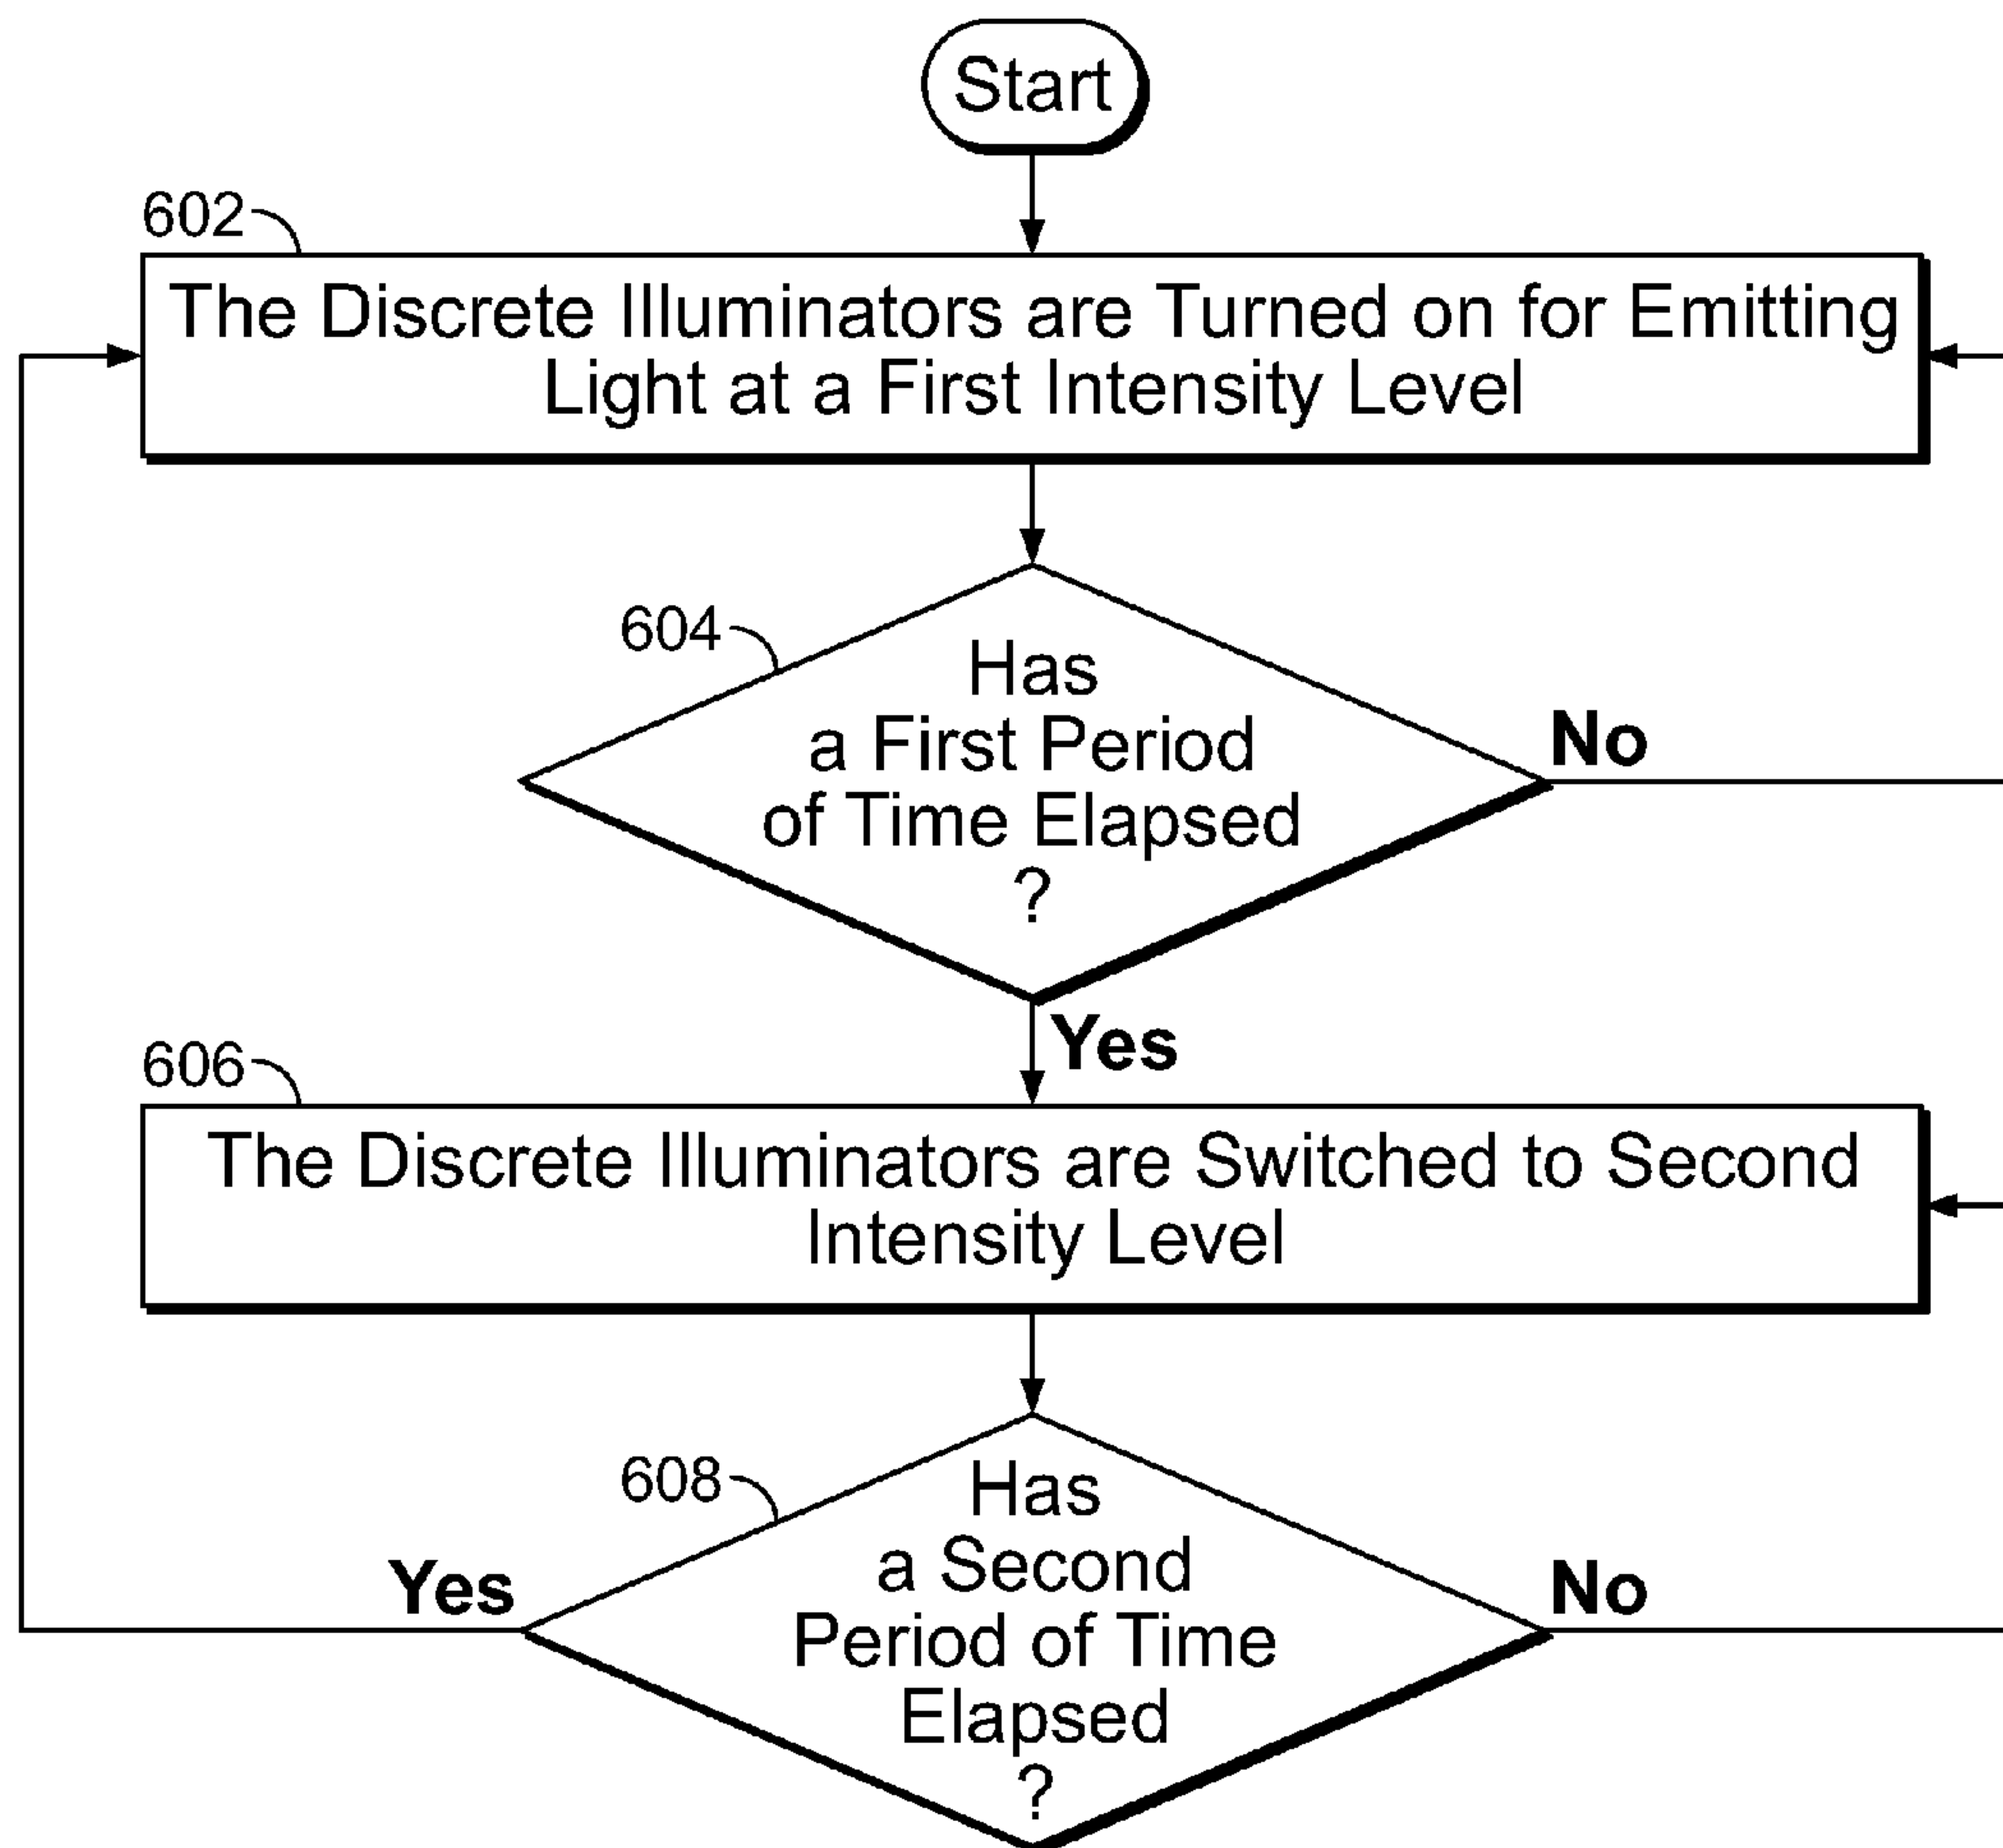 Start
602
The Discrete Illuminators are Turned on for Emitting
Light at a First Intensity Level
604
Has
a First Period
of Time Elapsed
?
No
Yes
606
The Discrete Illuminators are Switched to Second
Intensity Level
608
Has
a Second
Period of Time
Elapsed
?
Yes
No